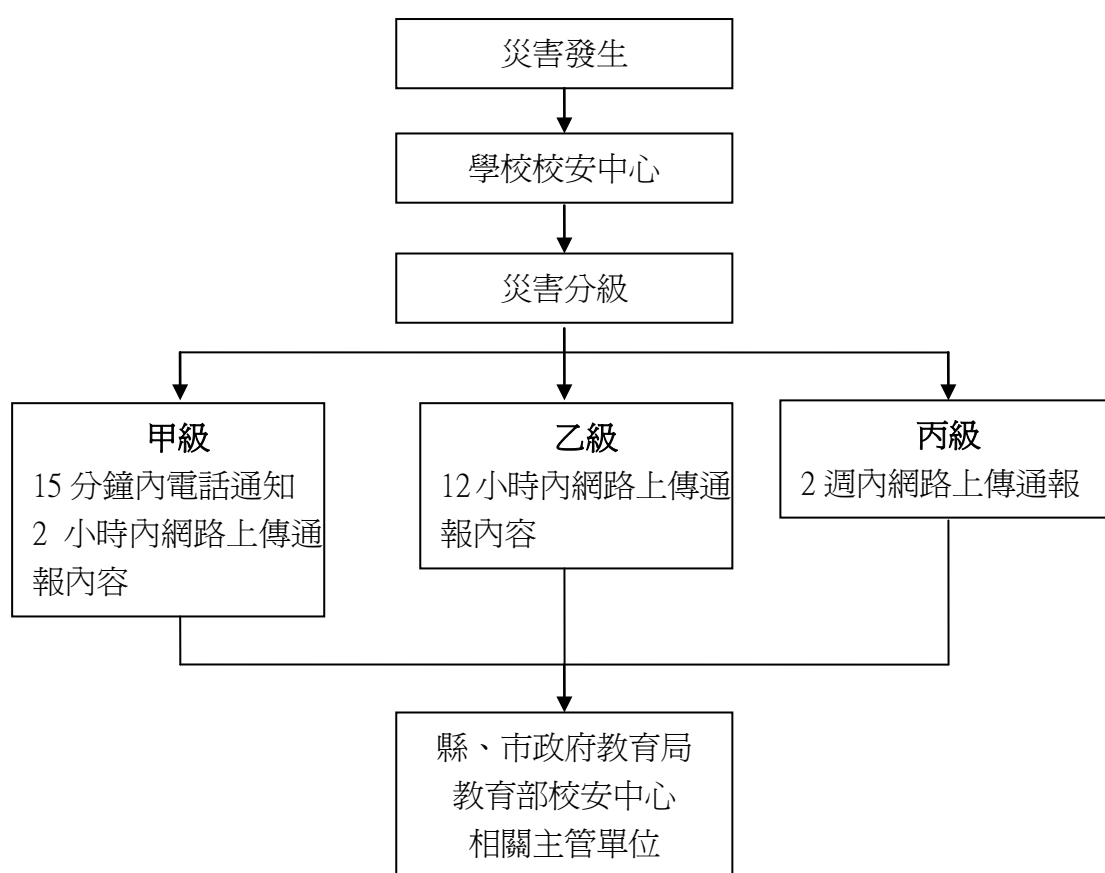 災害發生
學校校安中心
災害分級
甲級
15 分鐘內電話通知
2 小時內網路上傳通
報內容
乙級
12小時內網路上傳通
報內容
丙級
2 週內網路上傳通報
縣、市政府教育局
教育部校安中心
相關主管單位